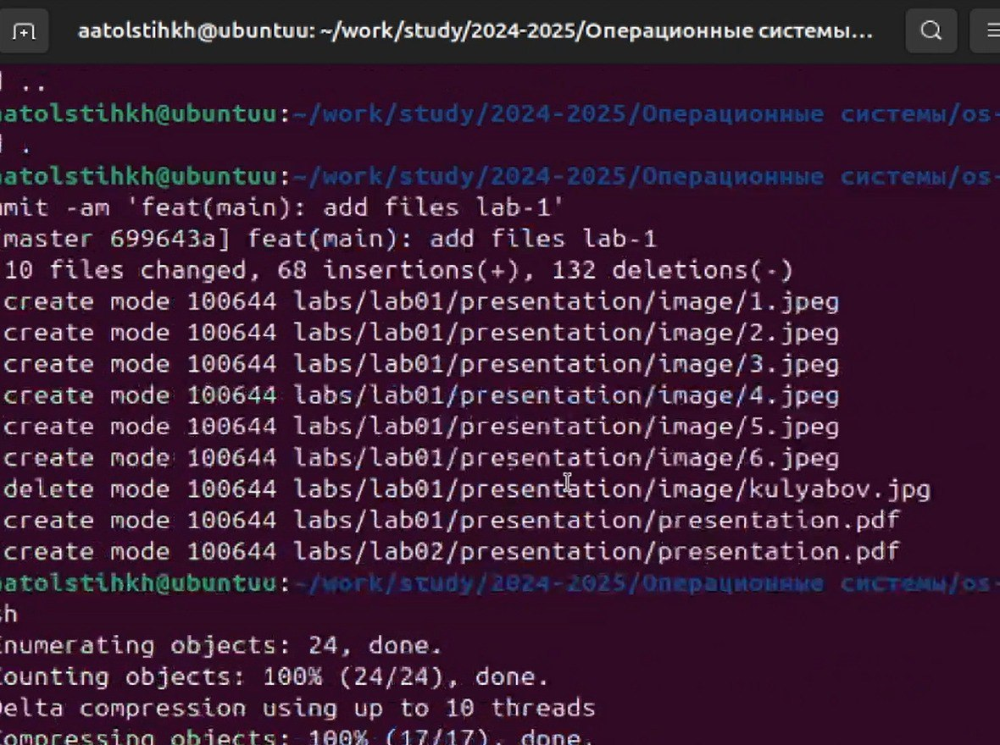 aatolstihkh@ubuntuu: ~/work/study/2024-2025/Операционные системы...
..
aatolstihkh@ubuntuu:~/work/study/2024-2025/Операционные системы/os-
.
aatolstihkh@ubuntuu:~/work/study/2024-2025/Операционные системы/os-
mmit -am 'feat(main): add files lab-1'
[master 699643a] feat(main): add files lab-1
10 files changed, 68 insertions(+), 132 deletions(-)
create mode 100644 labs/lab01/presentation/image/1.jpeg
create mode 100644 labs/lab01/presentation/image/2.jpeg
create mode 100644 labs/lab01/presentation/image/3.jpeg
create mode 100644 labs/lab01/presentation/image/4.jpeg
create mode 100644 labs/lab01/presentation/image/5.jpeg
create mode 100644 labs/lab01/presentation/image/6.jpeg
delete mode 100644 labs/lab01/presentation/image/kulyabov.jpg
create mode 100644 labs/lab01/presentation/presentation.pdf
create mode 100644 labs/lab02/presentation/presentation.pdf
aatolstihkh@ubuntuu:~/work/study/2024-2025/Операционные системы/os-
sh
Enumerating objects: 24, done.
Counting objects: 100% (24/24), done.
Delta compression using up to 10 threads
Compressing objects: 100% (17/17), done.